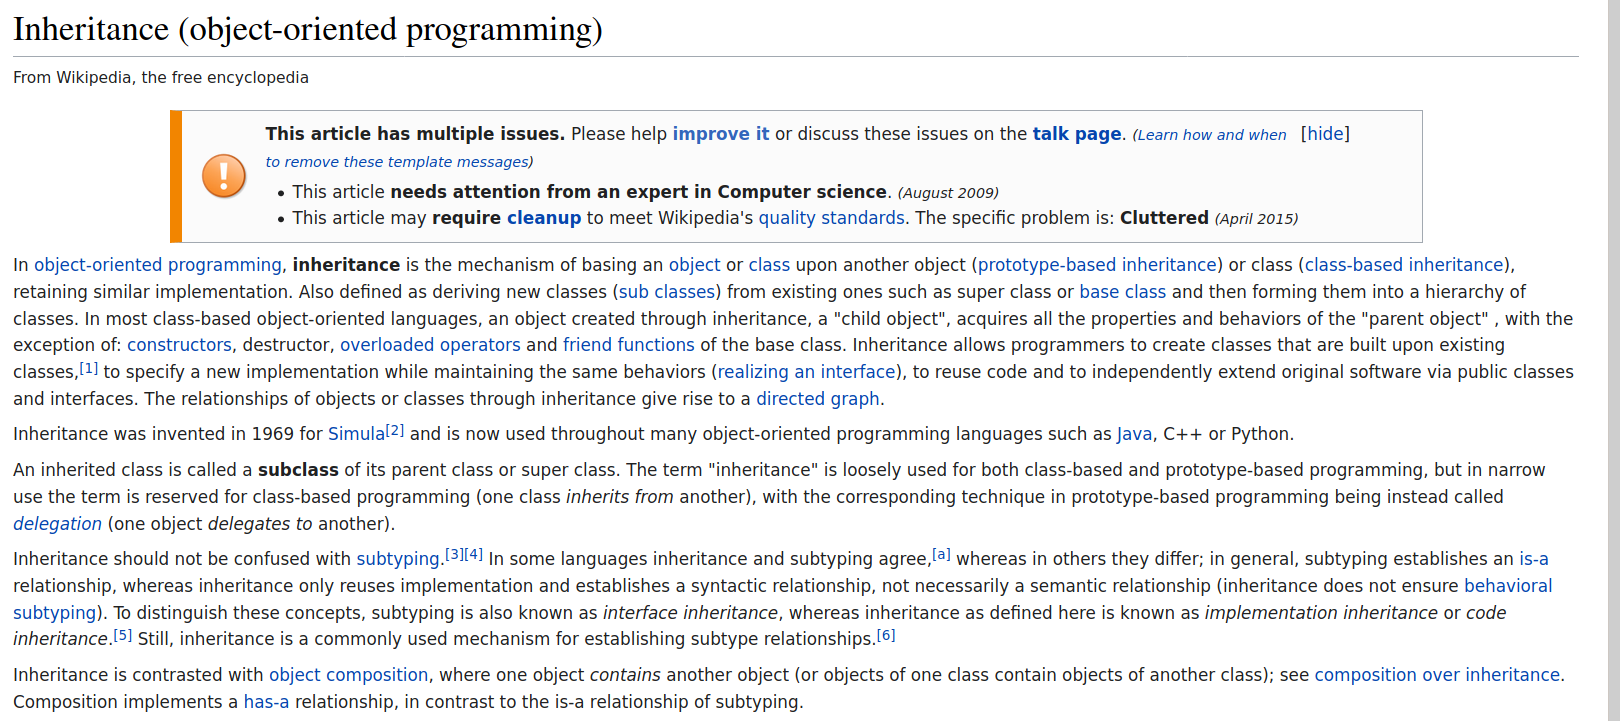 Inheritance (object-oriented programming)
From Wikipedia, the free encyclopedia
This article has multiple issues. Please help improve it or discuss these issues on the talk page. (Learn how and when [hide]
to remove these template messages)
• This article needs attention from an expert in Computer science. (August 2009)
• This article may require cleanup to meet Wikipedia's quality standards. The specific problem is: Cluttered (April 2015)
In object-oriented programming, inheritance is the mechanism of basing an object or class upon another object (prototype-based inheritance) or class (class-based inheritance),
retaining similar implementation. Also defined as deriving new classes (sub classes) from existing ones such as super class or base class and then forming them into a hierarchy of
classes. In most class-based object-oriented languages, an object created through inheritance, a "child object", acquires all the properties and behaviors of the "parent object" , with the
exception of: constructors, destructor, overloaded operators and friend functions of the base class. Inheritance allows programmers to create classes that are built upon existing
classes,[1] to specify a new implementation while maintaining the same behaviors (realizing an interface), to reuse code and to independently extend original software via public classes
and interfaces. The relationships of objects or classes through inheritance give rise to a directed graph.
Inheritance was invented in 1969 for Simula[2] and is now used throughout many object-oriented programming languages such as Java, C++ or Python.
An inherited class is called a subclass of its parent class or super class. The term "inheritance" is loosely used for both class-based and prototype-based programming, but in narrow
use the term is reserved for class-based programming (one class inherits from another), with the corresponding technique in prototype-based programming being instead called
delegation (one object delegates to another).
Inheritance should not be confused with subtyping.[3][4] In some languages inheritance and subtyping agree,[a] whereas in others they differ; in general, subtyping establishes an is-a
relationship, whereas inheritance only reuses implementation and establishes a syntactic relationship, not necessarily a semantic relationship (inheritance does not ensure behavioral
subtyping). To distinguish these concepts, subtyping is also known as interface inheritance, whereas inheritance as defined here is known as implementation inheritance or code
inheritance.[5] Still, inheritance is a commonly used mechanism for establishing subtype relationships.[6]
Inheritance is contrasted with object composition, where one object contains another object (or objects of one class contain objects of another class); see composition over inheritance.
Composition implements a has-a relationship, in contrast to the is-a relationship of subtyping.